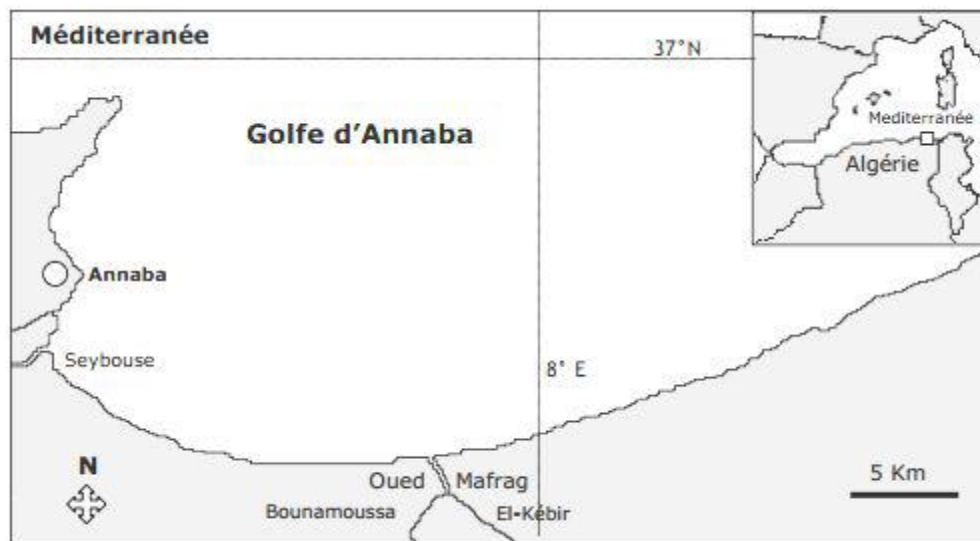 Méditerranée
37°N
Golfe d'Annaba
Mediterranée
Algérie
Annaba
Seybouse
8° E
N
Oued Mafrag
Bounamoussa
El-Kébir
5 Km